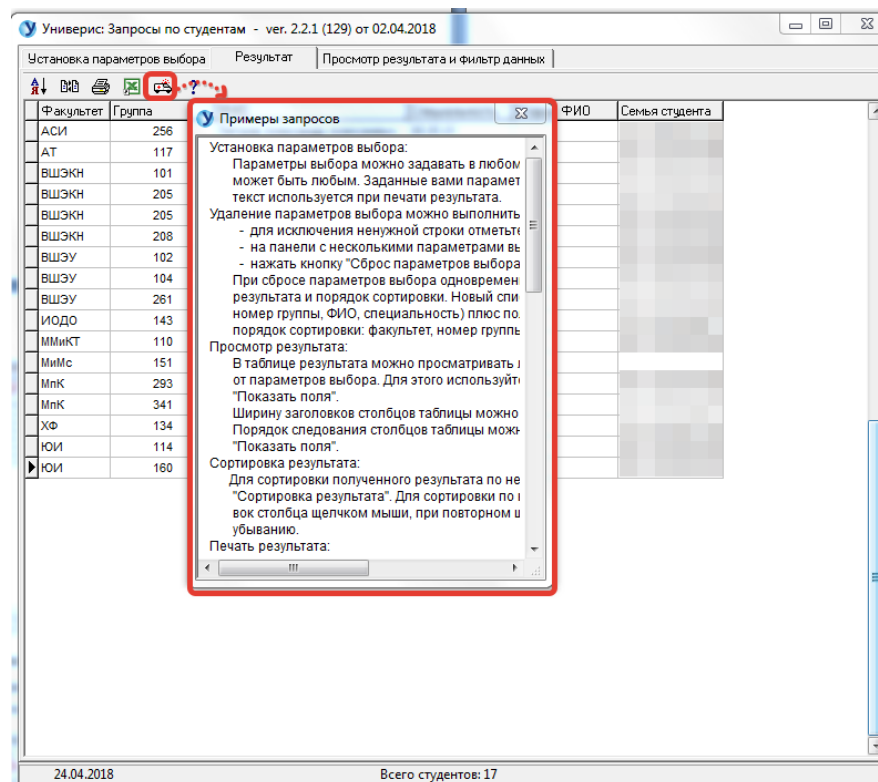 Универис: Запросы по студентам - ver. 2.2.1 (129) от 02.04.2018
Установка параметров выбора Результат Просмотр результата и фильтр данных
?
Факультет Группа ФИО Семья студента
АСИ 256
АТ 117
ВШЭКН 101
ВШЭКН 205
ВШЭКН 205
ВШЭКН 208
ВШЭУ 102
ВШЭУ 104
ВШЭУ 261
ИОДО 143
ММиКТ 110
МиМс 151
МпК 293
МпК 341
ХФ 134
ЮИ 114
ЮИ 160
Примеры запросов
Установка параметров выбора:
Параметры выбора можно задавать в любом
может быть любым. Заданные вами парамет
текст используется при печати результата.
Удаление параметров выбора можно выполнить
- для исключения ненужной строки отметьте
- на панели с несколькими параметрами вы
- нажать кнопку "Сброс параметров выбора
При сбросе параметров выбора одновремен
результата и порядок сортировки. Новый спи
номер группы, ФИО, специальность) плюс по
порядок сортировки: факультет, номер группы
Просмотр результата:
В таблице результата можно просматривать
от параметров выбора. Для этого используйте
"Показать поля".
Ширину заголовков столбцов таблицы можно
Порядок следования столбцов таблицы можн
"Показать поля".
Сортировка результата:
Для сортировки полученного результата по не
"Сортировка результата". Для сортировки по
вок столбца щелчком мыши, при повторном щ
убыванию.
Печать результата:
24.04.2018 Всего студентов: 17